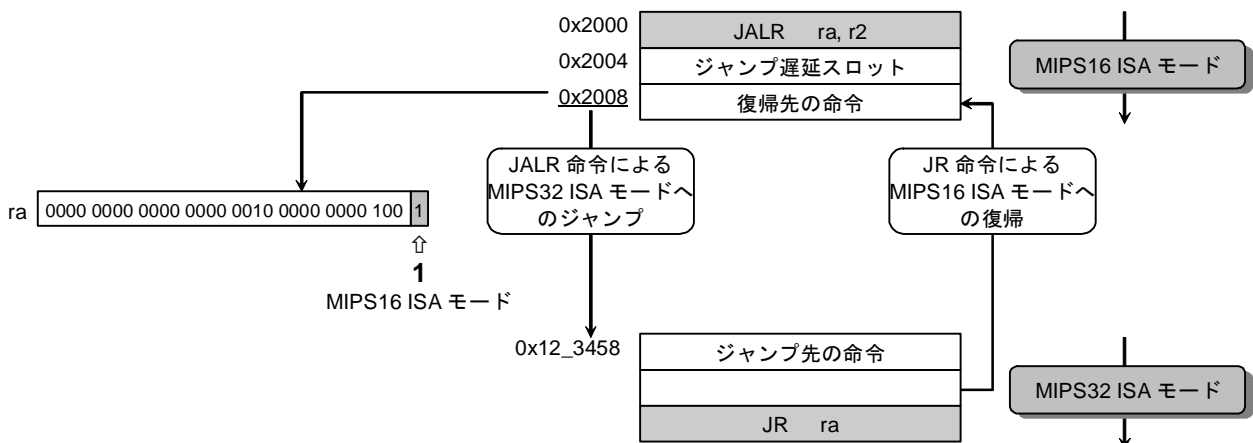 0x2000
JALR ra, r2
0x2004
ジャンプ遅延スロット
0x2008
復帰先の命令
MIPS16 ISA モード
JALR 命令による
MIPS32 ISA モードへ
のジャンプ
JR 命令による
MIPS16 ISA モードへ
の復帰
ra
0000 0000 0000 0000 0010 0000 0000 100
1
⇧
1
MIPS16 ISA モード
0x12_3458
ジャンプ先の命令
JR ra
MIPS32 ISA モード